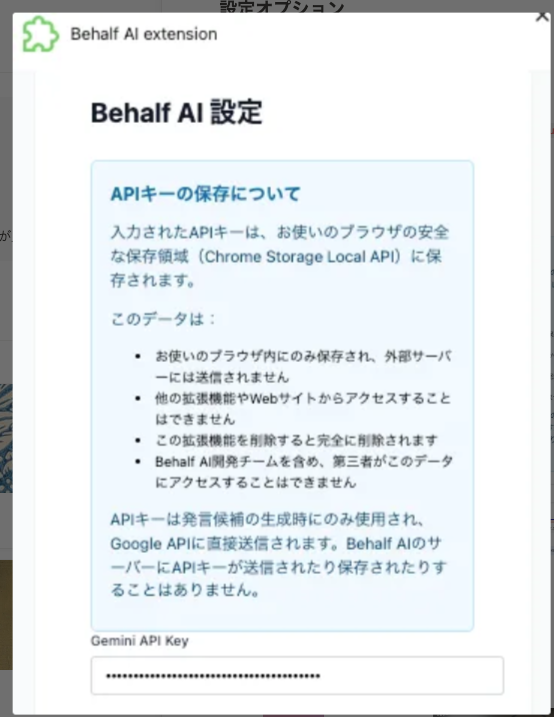 設定オプション
Behalf AI extension
Behalf AI 設定
APIキーの保存について
入力されたAPIキーは、お使いのブラウザの安全
な保存領域（Chrome Storage Local API）に保
存されます。
このデータは：
• お使いのブラウザ内にのみ保存され、外部サーバ
ーには送信されません
• 他の拡張機能やWebサイトからアクセスすること
はできません
• この拡張機能を削除すると完全に削除されます
• Behalf AI開発チームを含め、第三者がこのデータ
にアクセスすることはできません
APIキーは発言候補の生成時にのみ使用され、
Google APIに直接送信されます。Behalf AIのサ
ーバーにAPIキーが送信されたり保存されたりす
ることはありません。
Gemini API Key